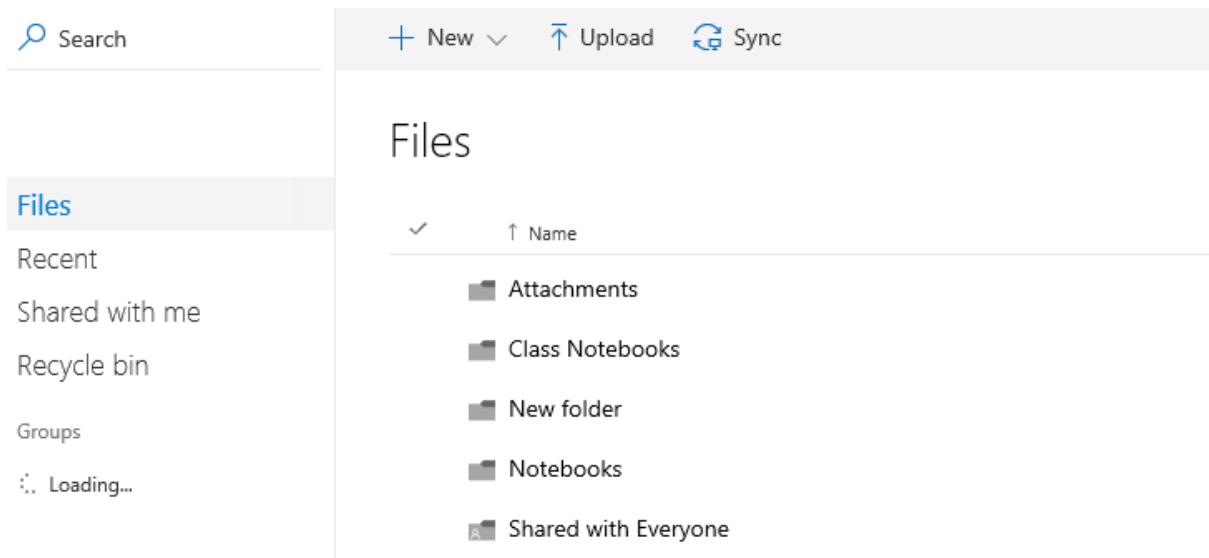 Search
New Upload Sync
Files
Files
Recent
Shared with me
Recycle bin
Groups
Loading...
Name
Attachments
Class Notebooks
New folder
Notebooks
Shared with Everyone